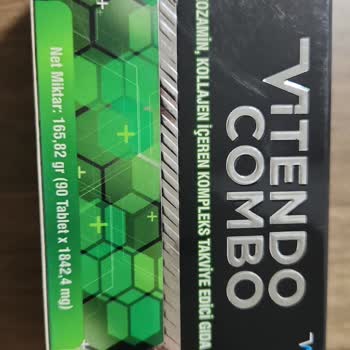 VITENDO
COMBO
KOLLAJEN İÇEREN KOMPLEKS TAKVİYE EDİCİ GIDA
Net Miktar: 165,82 gr (90 Tablet x 1842,4 mg)